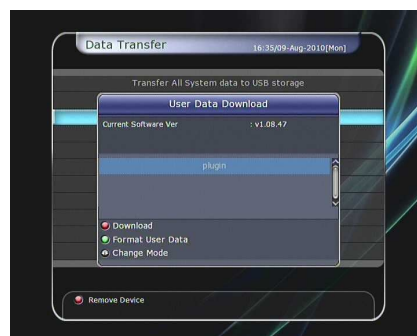 Data Transfer
16:35/09-Aug-2010[Mon]
Transfer All System data to USB storage
User Data Download
Current Software Ver : v1.08.47
plugin
Download
Format User Data
Change Mode
Remove Device